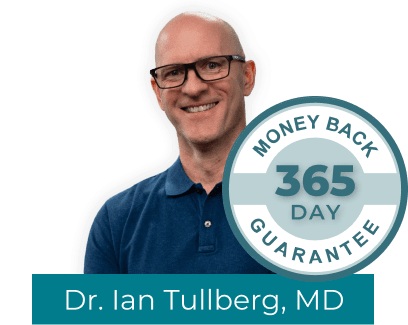 MONEY BACK
365
DAY
GUARANTEE
Dr. Ian Tullberg, MD